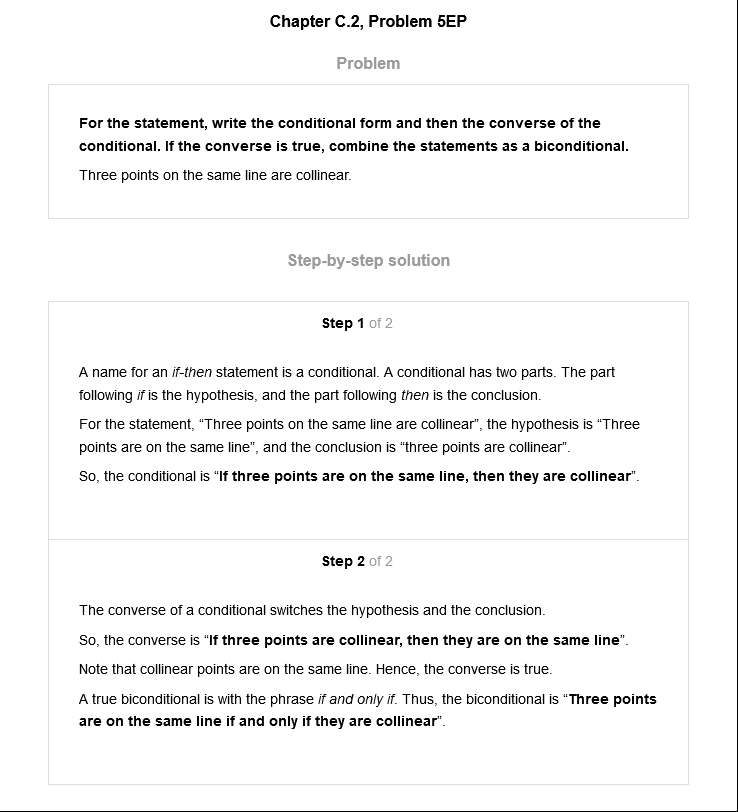 Chapter C.2, Problem 5EP
Problem
For the statement, write the conditional form and then the converse of the
conditional. If the converse is true, combine the statements as a biconditional.
Three points on the same line are collinear.
Step-by-step solution
Step 1 of 2
A name for an if-then statement is a conditional. A conditional has two parts. The part
following if is the hypothesis, and the part following then is the conclusion.
For the statement, “Three points on the same line are collinear”, the hypothesis is “Three
points are on the same line”, and the conclusion is “three points are collinear”.
So, the conditional is “If three points are on the same line, then they are collinear”.
Step 2 of 2
The converse of a conditional switches the hypothesis and the conclusion.
So, the converse is “If three points are collinear, then they are on the same line”.
Note that collinear points are on the same line. Hence, the converse is true.
A true biconditional is with the phrase if and only if. Thus, the biconditional is “Three points
are on the same line if and only if they are collinear”.